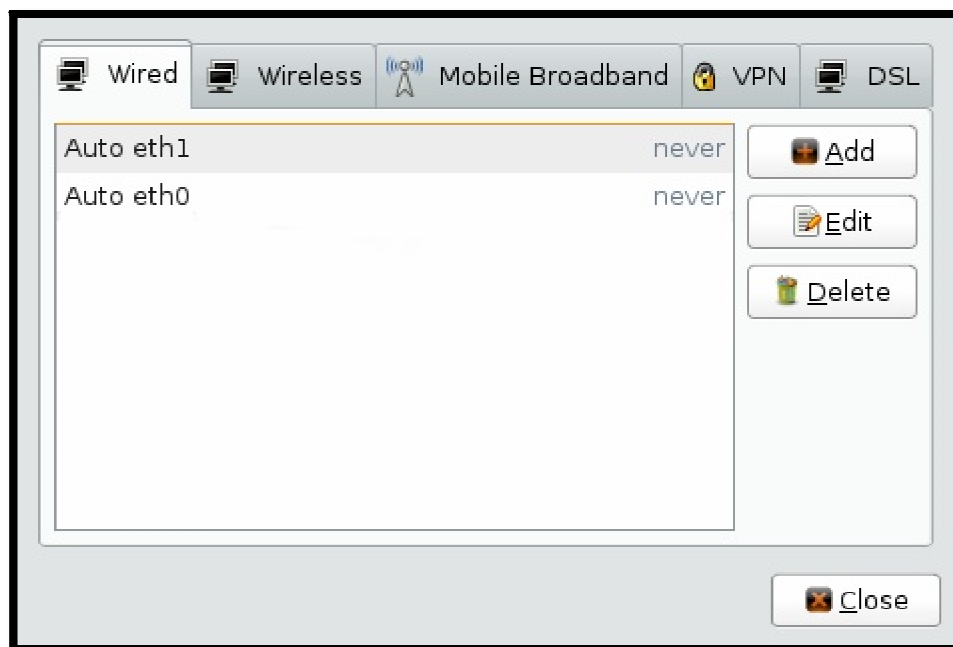 Wired Wireless Mobile Broadband VPN DSL
Auto eth1 never
Auto eth0 never
Add
Edit
Delete
Close